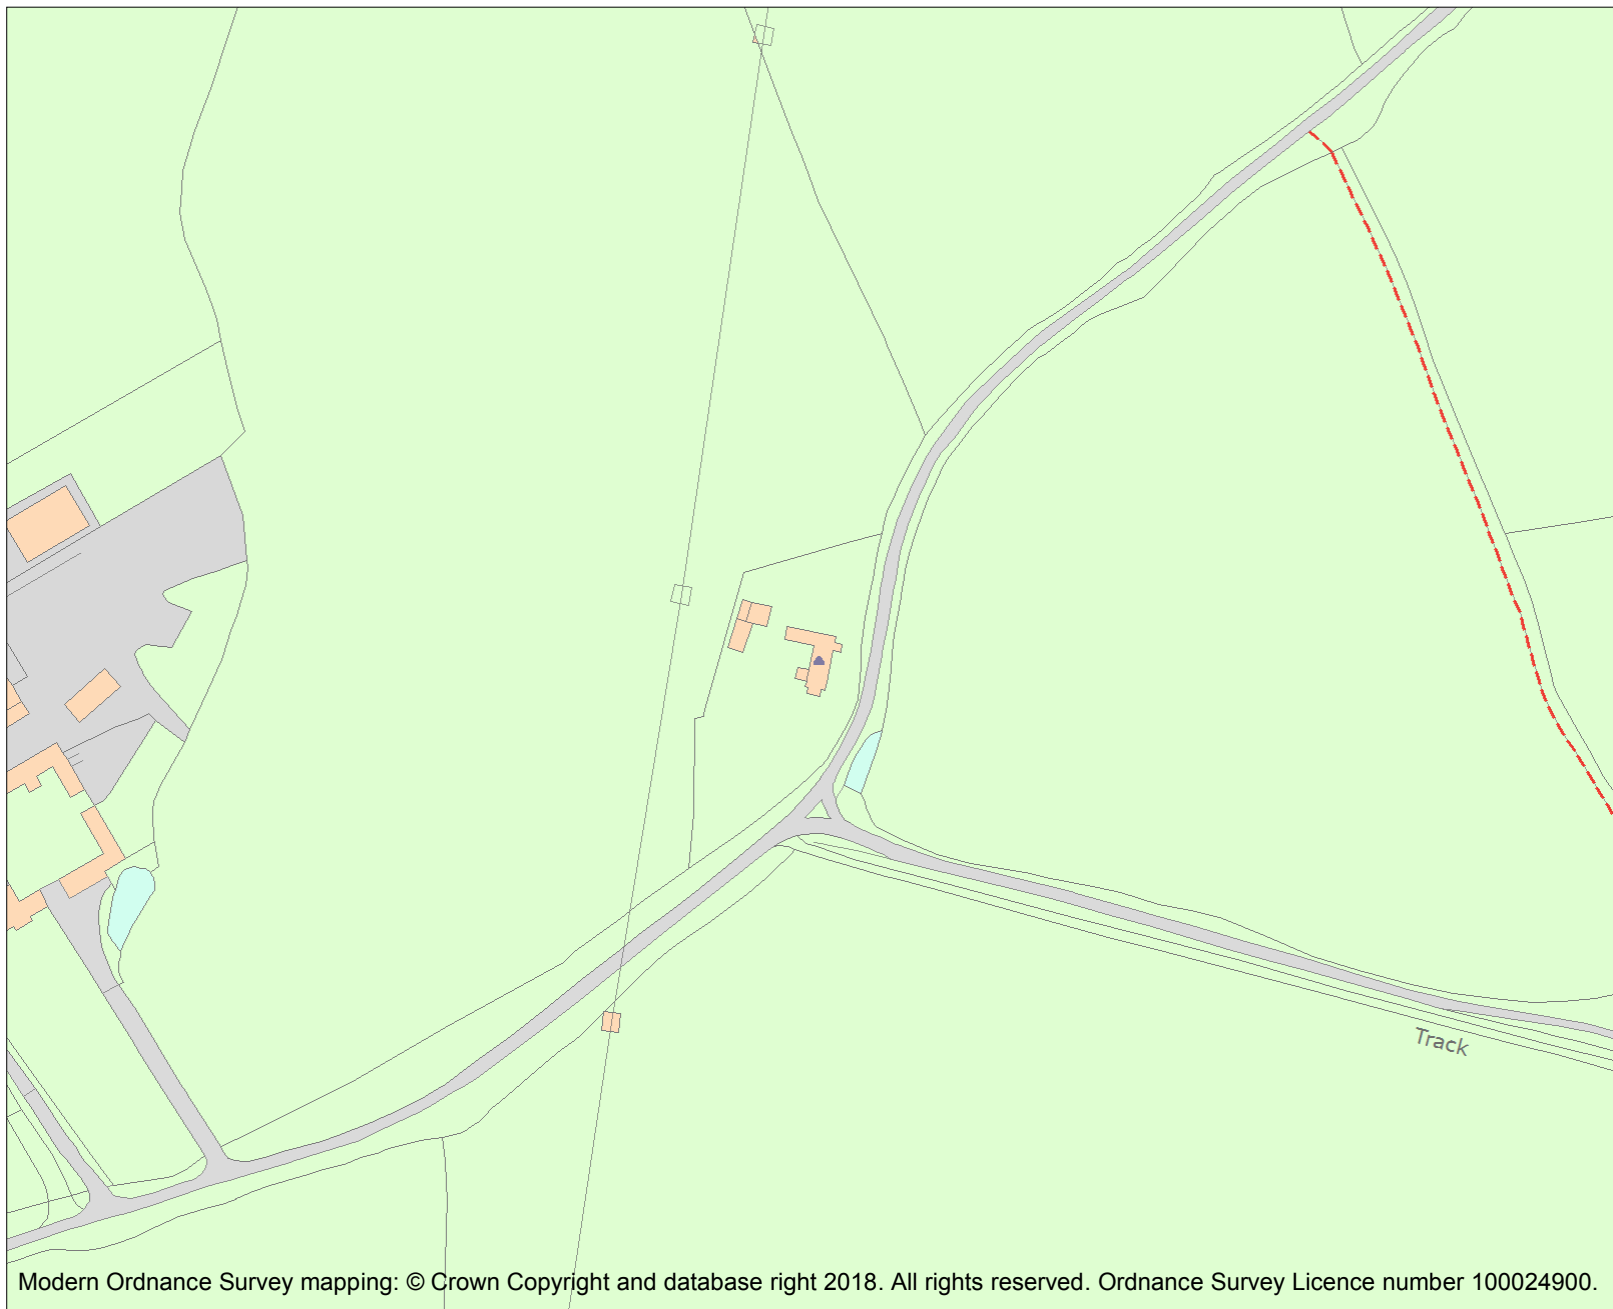 Track
Modern Ordnance Survey mapping: © Crown Copyright and database right 2018. All rights reserved. Ordnance Survey Licence number 100024900.